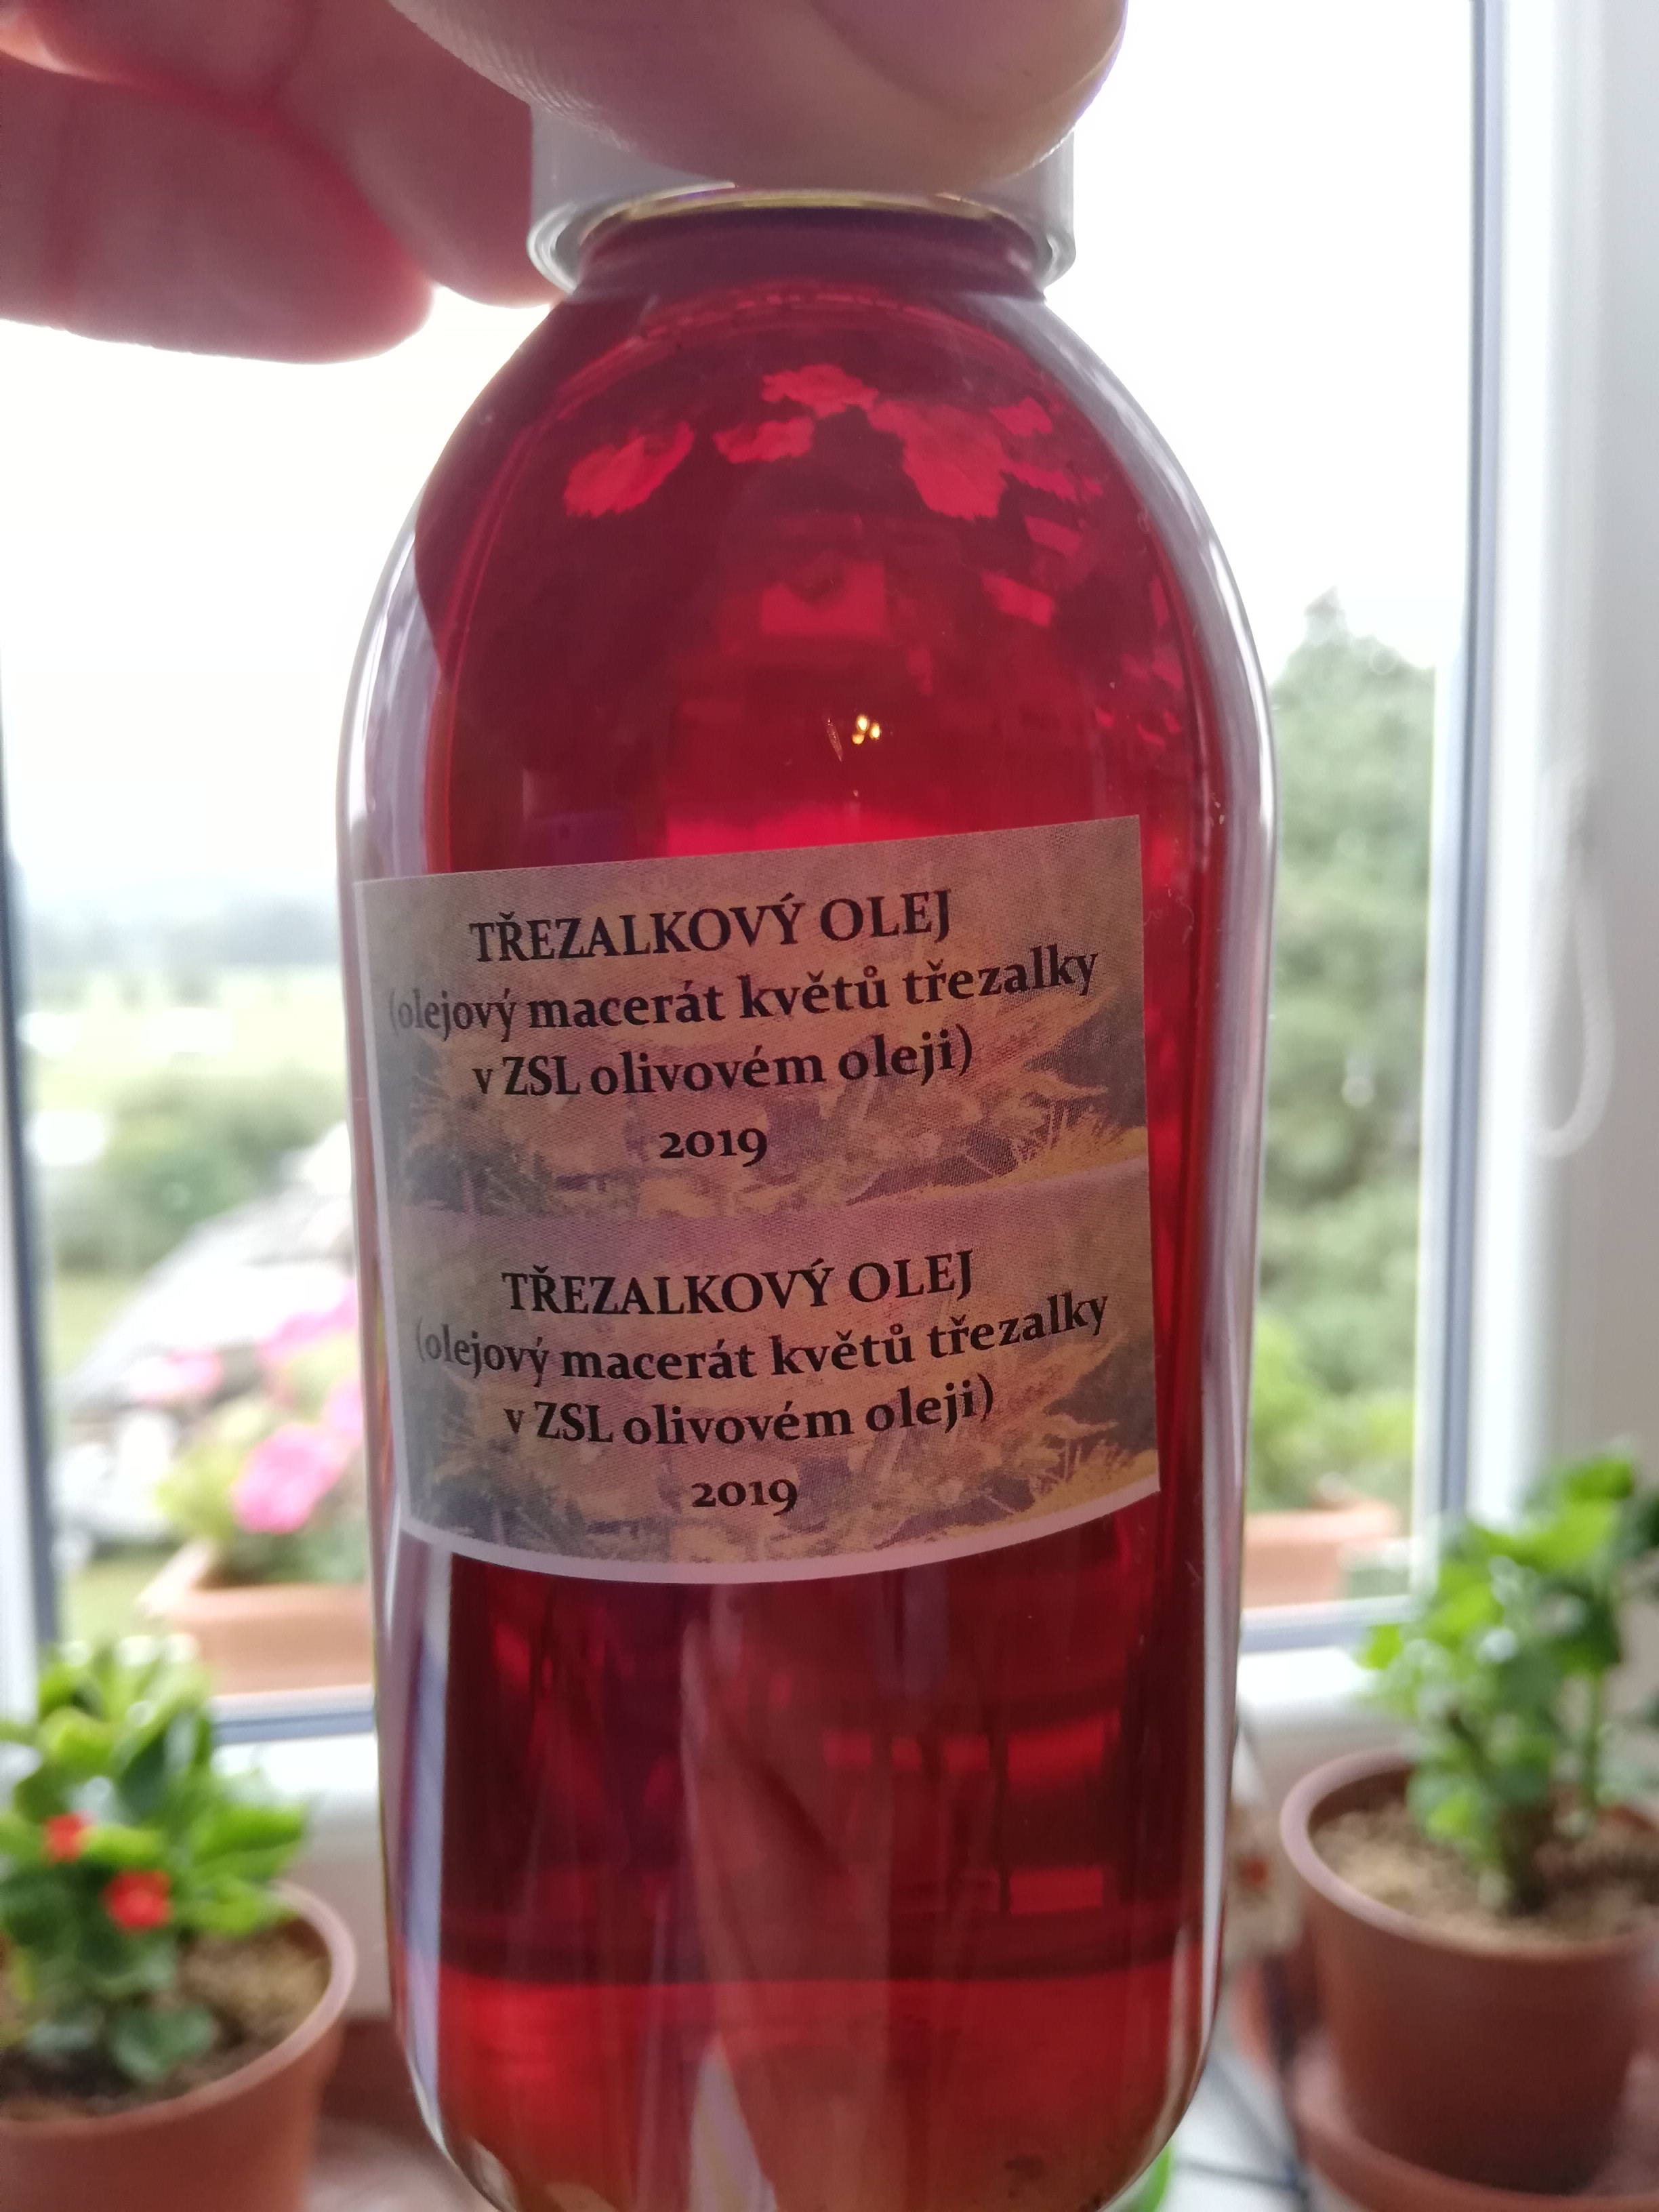 TŘEZALKOVÝ OLEJ
(olejový macerát květů třezalky
v ZSL olivovém oleji)
2019
TŘEZALKOVÝ OLEJ
(olejový macerát květů třezalky
v ZSL olivovém oleji)
2019